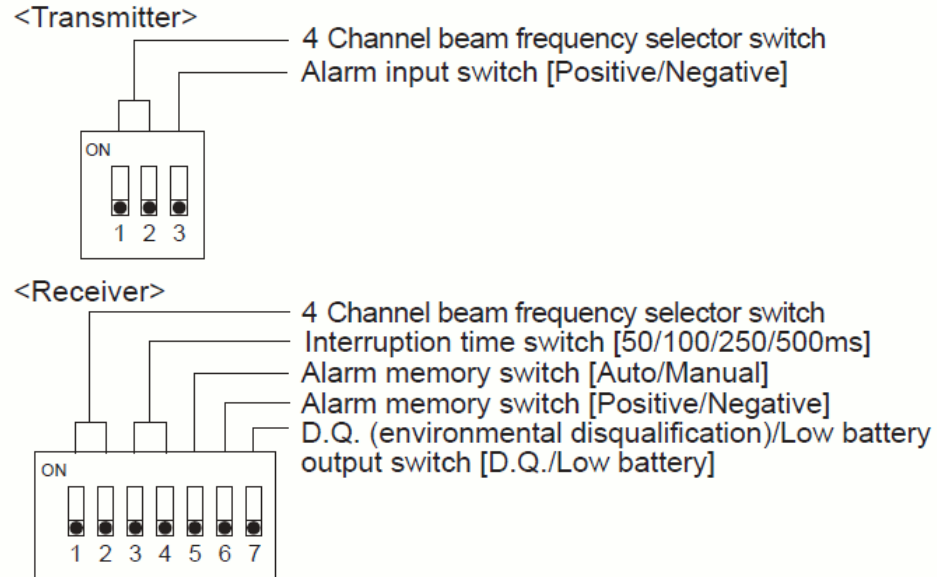 <Transmitter>
4 Channel beam frequency selector switch
Alarm input switch [Positive/Negative]
ON
1 2 3
<Receiver>
4 Channel beam frequency selector switch
Interruption time switch [50/100/250/500ms]
Alarm memory switch [Auto/Manual]
Alarm memory switch [Positive/Negative]
D.Q. (environmental disqualification)/Low battery
output switch [D.Q./Low battery]
ON
1 2 3 4 5 6 7